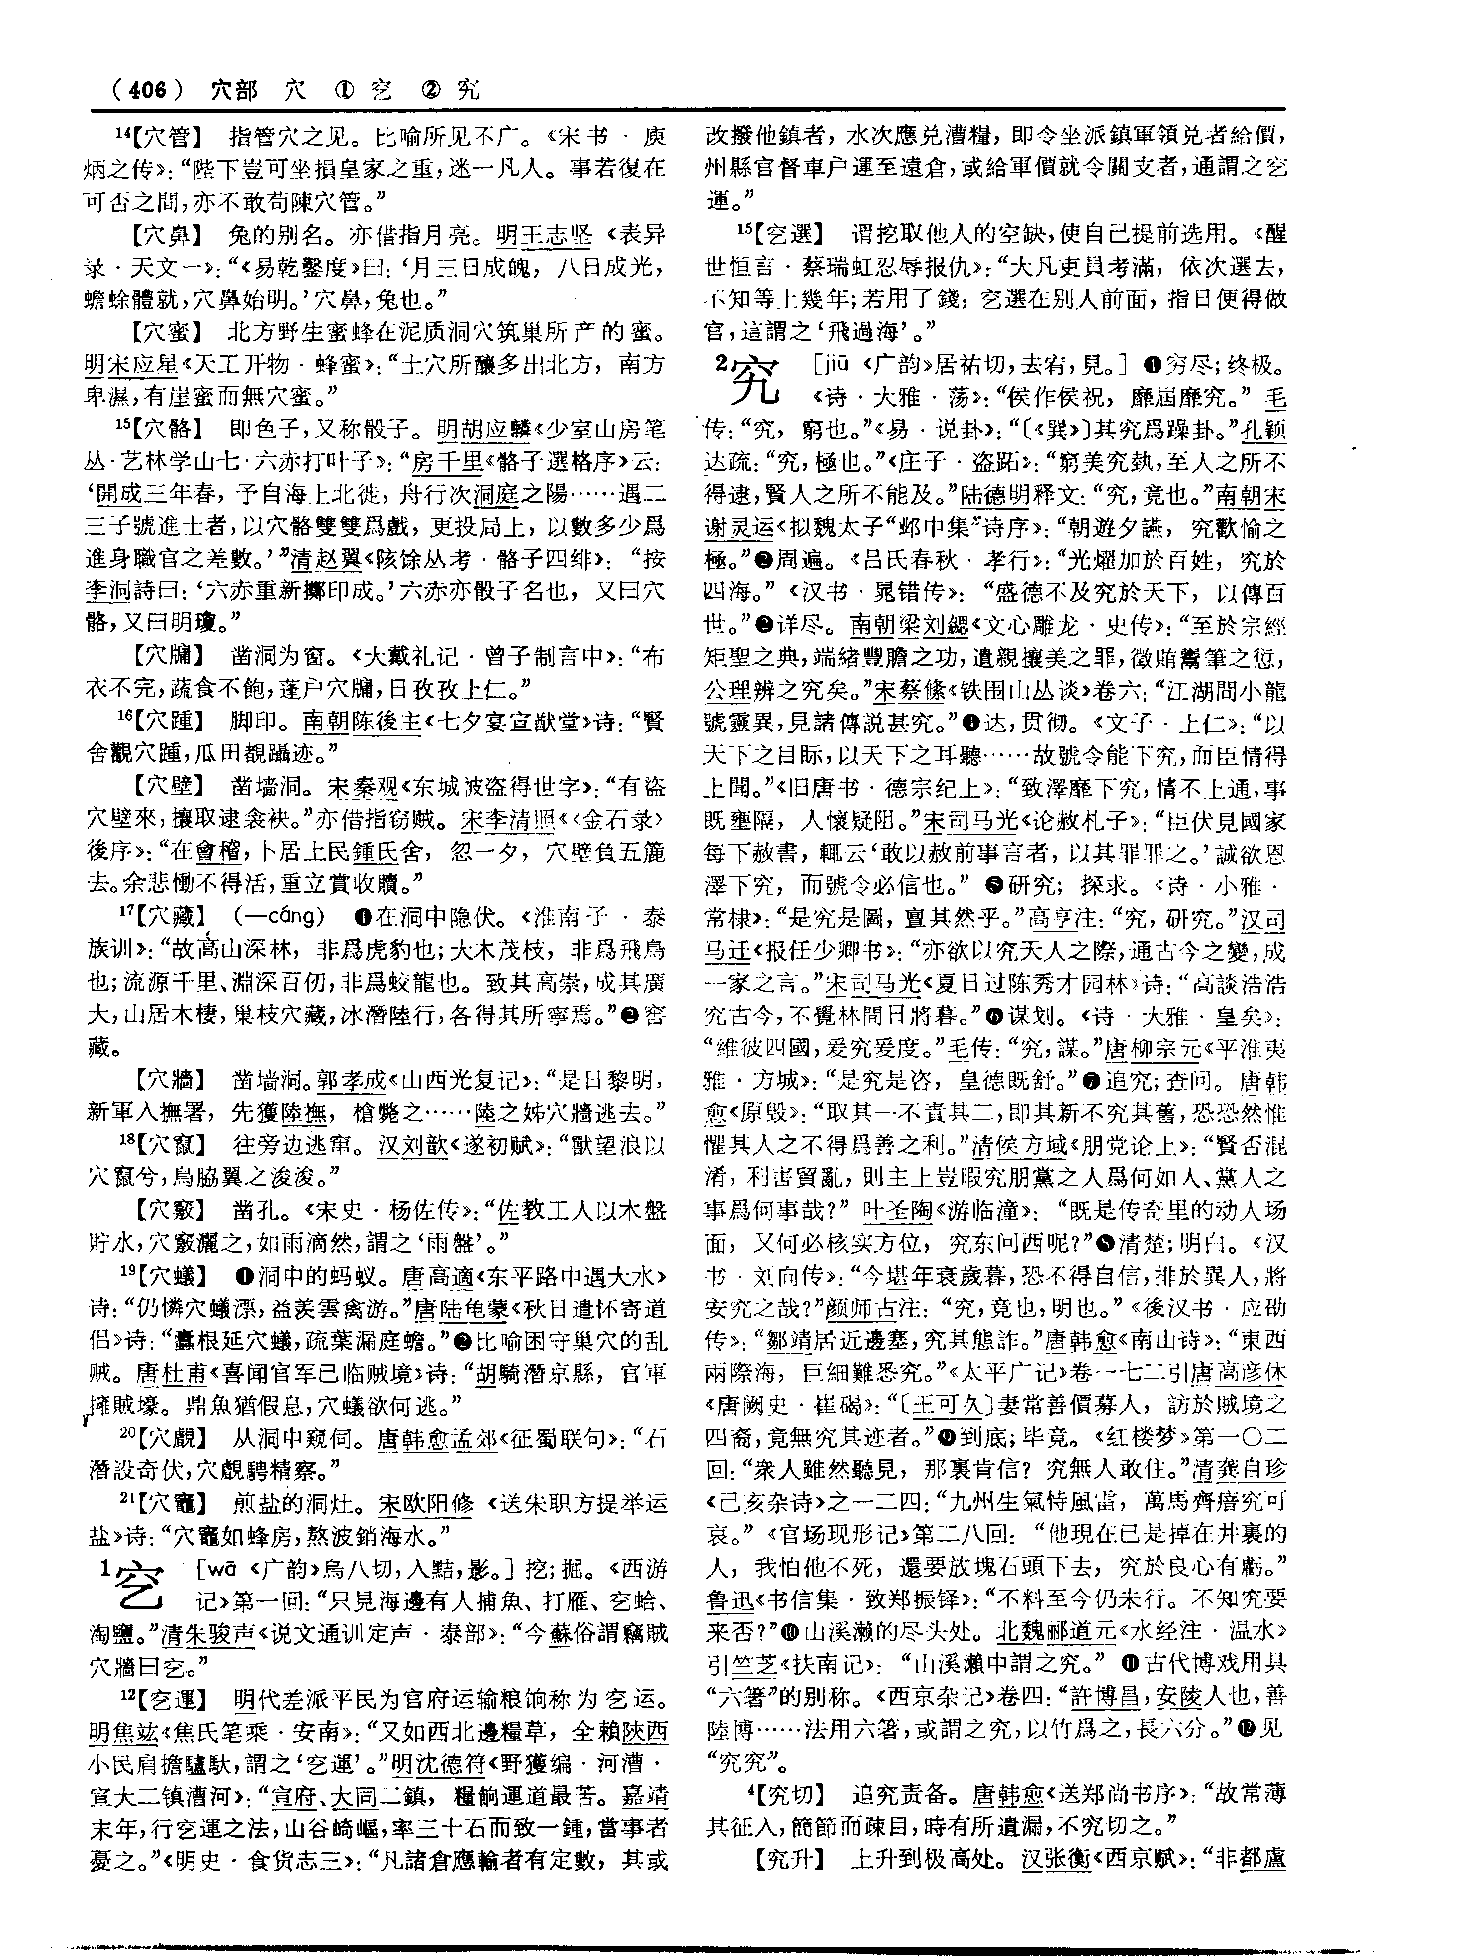 （406） 穴部 穴 ①穵 ②究
14【穴管】 指管穴之见。比喻所见不广。《宋书·庾
炳之传》：“陛下豈可坐損皇家之重，迷一凡人。事若復在
可否之間，亦不敢苟陳穴管。”
【穴鼻】 兔的别名。亦借指月亮。明王志坚《表异
录·天文一》：“《易乾鑿度》曰：‘月三日成魄，八日成光，
蟾蜍體就，穴鼻始明。’穴鼻，兔也。”
【穴蜜】 北方野生蜜蜂在泥质洞穴筑巢所产的蜜。
明宋应星《天工开物·蜂蜜》：“土穴所釀多出北方，南方
卑濕，有崖蜜而無穴蜜。”
15【穴骼】 即色子，又称骰子。明胡应麟《少室山房笔
丛·艺林学山七·六赤打叶子》：“房千里《骼子選格序》云：
‘開成三年春，予自海上北徙，舟行次洞庭之陽……遇二
三子號進士者，以穴骼雙雙爲戲，更投局上，以數多少爲
進身職官之差數。’”清赵翼《陔馀丛考·骼子四绯》：“按
李洞詩曰：‘六赤重新擲印成。’六赤亦骰子名也，又曰穴
骼，又曰明瓊。”
【穴牖】 凿洞为窗。《大戴礼记·曾子制言中》：“布
衣不完，蔬食不飽，蓬户穴牖，日孜孜上仁。”
16【穴踵】 脚印。南朝陈後主《七夕宴宣猷堂》诗：“賢
舍觀穴踵，瓜田覩躡迹。”
【穴壁】 凿墙洞。宋秦观《东城被盗得世字》：“有盗
穴壁來，攘取逮衾袂。”亦借指窃贼。宋李清照《〈金石录〉
後序》：“在會稽，卜居上民鍾氏舍，忽一夕，穴壁負五簏
去。余悲慟不得活，重立賞收贖。”
17【穴藏】（—cáng） ❶在洞中隐伏。《淮南子·泰
族训》：“故高山深林，非爲虎豹也；大木茂枝，非爲飛鳥
也；流源千里、淵深百仞，非爲蛟龍也。致其高崇，成其廣
大，山居木棲，巢枝穴藏，水潛陸行，各得其所寧焉。”❷窖
藏。
【穴牆】 凿墙洞。郭孝成《山西光复记》：“是日黎明，
新軍入撫署，先獲陸撫，槍斃之……陸之姊穴牆逃去。”
18【穴竄】 往旁边逃窜。汉刘歆《遂初赋》：“獸望浪以
穴竄兮，鳥脇翼之浚浚。”
【穴竅】 凿孔。《宋史·杨佐传》：“佐教工人以木盤
貯水，穴竅灑之，如雨滴然，謂之‘雨盤’。”
19【穴蟻】 ❶洞中的蚂蚁。唐高適《东平路中遇大水》
诗：“仍憐穴蟻漂，益羨雲禽游。”唐陆龟蒙《秋日遣怀寄道
侣》诗：“蠹根延穴蟻，疏葉漏庭蟾。”❷比喻困守巢穴的乱
贼。唐杜甫《喜闻官军已临贼境》诗：“胡騎潛京縣，官軍
擁賊壕。鼎魚猶假息，穴蟻欲何逃。”
20【穴覷】 从洞中窥伺。唐韩愈孟郊《征蜀联句》：“石
潛設奇伏，穴覷騁精察。”
21【穴竈】 煎盐的洞灶。宋欧阳修《送朱职方提举运
盐》诗：“穴竈如蜂房，熬波銷海水。”
1穵 ［wā 《广韵》烏八切，入黠，影。］挖；掘。《西游
记》第一回：“只見海邊有人捕魚、打雁、穵蛤、
淘鹽。”清朱骏声《说文通训定声·泰部》：“今蘇俗謂竊賊
穴牆曰穵。”
12【穵運】 明代差派平民为官府运输粮饷称为穵运。
明焦竑《焦氏笔乘·安南》：“又如西北邊糧草，全賴陝西
小民肩擔驢馱，謂之‘穵運’。”明沈德符《野獲编·河漕·
宣大二镇漕河》：“宣府、大同二鎮，糧餉運道最苦。嘉靖
末年，行穵運之法，山谷崎嶇，率三十石而致一鍾，當事者
憂之。”《明史·食货志三》：“凡諸倉應輸者有定數，其或
改撥他鎮者，水次應兑漕糧，即令坐派鎮軍領兑者給價，
州縣官督車户運至遠倉，或給軍價就令關支者，通謂之穵
運。”
15【穵選】 谓挖取他人的空缺，使自己提前选用。《醒
世恒言·蔡瑞虹忍辱报仇》：“大凡吏員考滿，依次選去，
不知等上幾年；若用了錢，穵選在别人前面，指日便得做
官，這謂之‘飛過海’。”
2究 ［jiū 《广韵》居祐切，去宥，見。］❶穷尽；终极。
《诗·大雅·荡》：“侯作侯祝，靡屆靡究。”毛
传：“究，窮也。”《易·说卦》：“〔《巽》〕其究爲躁卦。”孔颖
达疏：“究，極也。”《庄子·盗跖》：“窮美究埶，至人之所不
得逮，賢人之所不能及。”陆德明释文：“究，竟也。”南朝宋
谢灵运《拟魏太子“邺中集”诗序》：“朝遊夕讌，究歡愉之
極。”❷周遍。《吕氏春秋·孝行》：“光燿加於百姓，究於
四海。”《汉书·晁错传》：“盛德不及究於天下，以傳百
世。”❸详尽。南朝梁刘勰《文心雕龙·史传》：“至於宗經
矩聖之典，端緒豐贍之功，遺親攘美之罪，徵賄鬻筆之愆，
公理辨之究矣。”宋蔡絛《铁围山丛谈》卷六：“江湖間小龍
號靈異，見諸傳説甚究。”❹达，贯彻。《文子·上仁》：“以
天下之目眎，以天下之耳聽……故號令能下究，而臣情得
上聞。”《旧唐书·德宗纪上》：“致澤靡下究，情不上通，事
既壅隔，人懷疑阻。”宋司马光《论赦札子》：“臣伏見國家
每下赦書，輒云‘敢以赦前事言者，以其罪罪之。’誠欲恩
澤下究，而號令必信也。”❺研究；探求。《诗·小雅·
常棣》：“是究是圖，亶其然乎。”高亨注：“究，研究。”汉司
马迁《报任少卿书》：“亦欲以究天人之際，通古今之變，成
一家之言。”宋司马光《夏日过陈秀才园林》诗：“高談浩浩
究古今，不覺林間日將暮。”❻谋划。《诗·大雅·皇矣》：
“維彼四國，爰究爰度。”毛传：“究，謀。”唐柳宗元《平淮夷
雅·方城》：“是究是咨，皇德既舒。”❼追究；查问。唐韩
愈《原毁》：“取其一不責其二，即其新不究其舊，恐恐然惟
懼其人之不得爲善之利。”清侯方域《朋党论上》：“賢否混
淆，利害貿亂，則主上豈暇究朋黨之人爲何如人、黨人之
事爲何事哉？”叶圣陶《游临潼》：“既是传奇里的动人场
面，又何必核实方位，究东问西呢？”❽清楚；明白。《汉
书·刘向传》：“今堪年衰歲暮，恐不得自信，排於異人，將
安究之哉？”颜师古注：“究，竟也，明也。”《後汉书·应劭
传》：“鄒靖居近邊塞，究其態詐。”唐韩愈《南山诗》：“東西
兩際海，巨細難悉究。”《太平广记》卷一七二引唐高彦休
《唐阙史·崔碣》：“〔王可久〕妻常善價募人，訪於賊境之
四裔，竟無究其迹者。”❾到底；毕竟。《红楼梦》第一〇二
回：“衆人雖然聽見，那裏肯信？究無人敢住。”清龚自珍
《己亥杂诗》之一二四：“九州生氣恃風雷，萬馬齊瘖究可
哀。”《官场现形记》第二八回：“他現在已是掉在井裏的
人，我怕他不死，還要放塊石頭下去，究於良心有虧。”
鲁迅《书信集·致郑振铎》：“不料至今仍未行。不知究要
来否？”❿山溪濑的尽头处。北魏郦道元《水经注·温水》
引竺芝《扶南记》：“山溪瀨中謂之究。”⓫古代博戏用具
“六箸”的别称。《西京杂记》卷四：“許博昌，安陵人也，善
陸博……法用六箸，或謂之究，以竹爲之，長六分。”⓬见
“究究”。
4【究切】 追究责备。唐韩愈《送郑尚书序》：“故常薄
其征入，簡節而疎目，時有所遺漏，不究切之。”
【究升】 上升到极高处。汉张衡《西京赋》：“非都盧